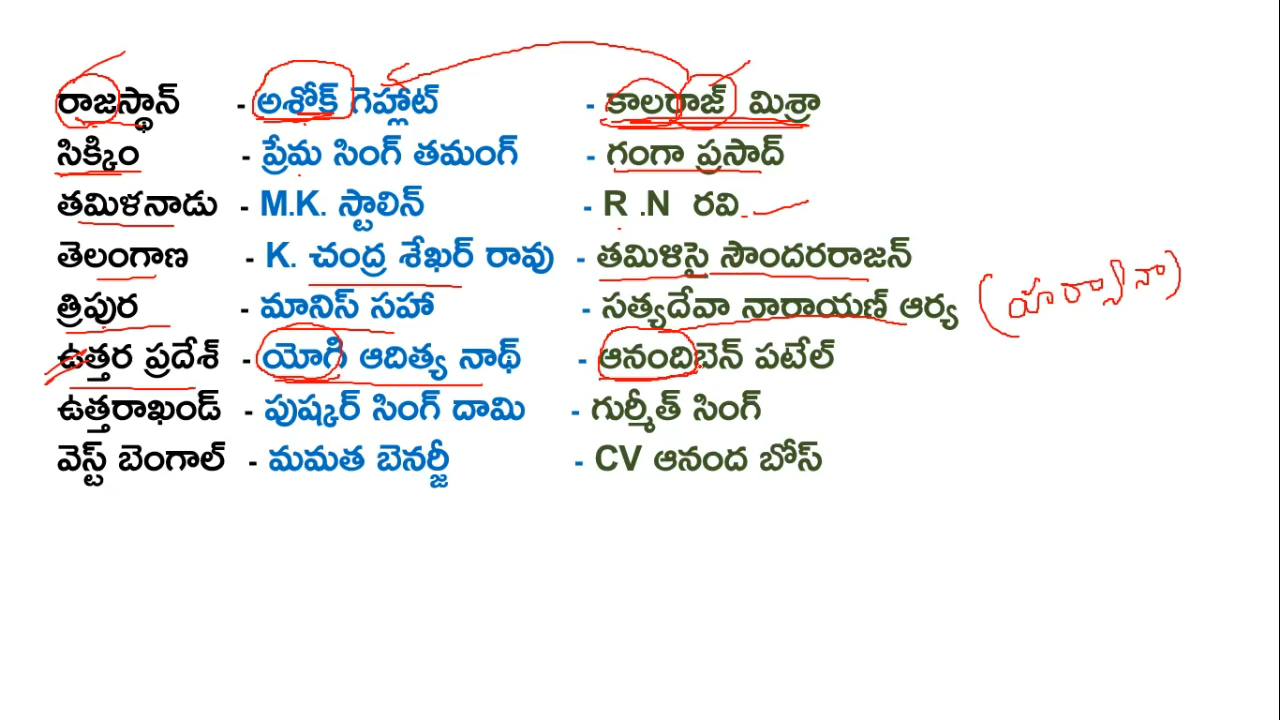 రాజస్థాన్ - అశోక్ గెహ్లాట్ - కాలరాజ్ మిశ్రా
సిక్కిం - ప్రేమ సింగ్ తమంగ్ - గంగా ప్రసాద్
తమిళనాడు - M.K. స్టాలిన్ - R .N రవి
తెలంగాణ - K. చంద్ర శేఖర్ రావు - తమిళిసై సౌందరరాజన్
త్రిపుర - మానిస్ సహా - సత్యదేవా నారాయణ్ ఆర్య
ఉత్తర ప్రదేశ్ - యోగి ఆదిత్య నాథ్ - ఆనందిబెన్ పటేల్
ఉత్తరాఖండ్ - పుష్కర్ సింగ్ దామి - గుర్మీత్ సింగ్
వెస్ట్ బెంగాల్ - మమత బెనర్జీ - CV ఆనంద బోస్